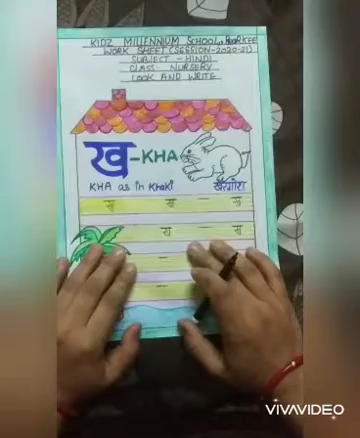 KIDZ MILLENNIUM SCHOOL, ROORKEE
WORK SHEET (SESSION-2020-21)
SUBJECT - HINDI
CLASS- NURSERY
LOOK AND WRITE
ख -KHA
KHA as in Khaki
खरगोश
ख ख - ख
ख - ख
VIVAVIDEO